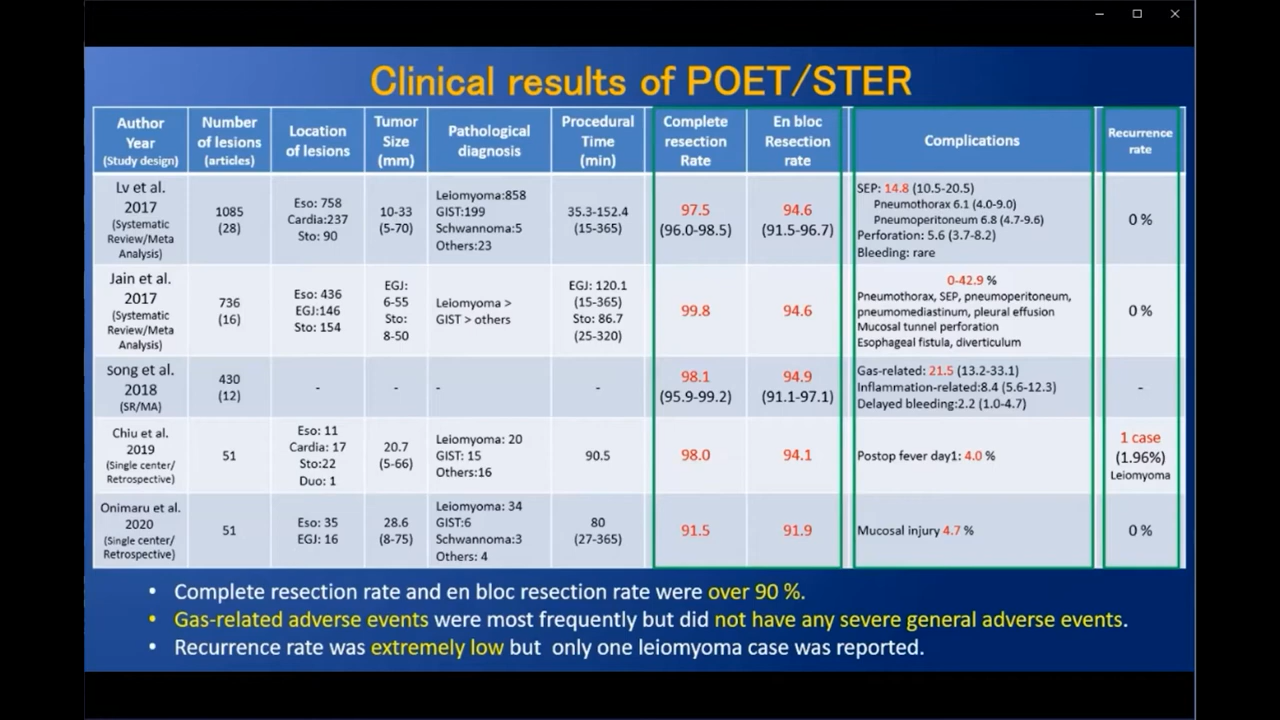 Clinical results of POET/STER
Author
Year
(Study design)
Number
of lesions
(articles)
Location
of lesions
Tumor
Size
(mm)
Pathological
diagnosis
Procedural
Time
(min)
Complete
resection
Rate
En bloc
Resection
rate
Complications
Recurrence
rate
Lv et al.
2017
(Systematic
Review/Meta
Analysis)
1085
(28)
Eso: 758
Cardia:237
Sto: 90
10-33
(5-70)
Leiomyoma:858
GIST:199
Schwannoma:5
Others:23
35.3-152.4
(15-365)
97.5
(96.0-98.5)
94.6
(91.5-96.7)
SEP: 14.8 (10.5-20.5)
Pneumothorax 6.1 (4.0-9.0)
Pneumoperitoneum 6.8 (4.7-9.6)
Perforation: 5.6 (3.7-8.2)
Bleeding: rare
0 %
Jain et al.
2017
(Systematic
Review/Meta
Analysis)
736
(16)
Eso: 436
EGJ:146
Sto: 154
EGJ:
6-55
Sto:
8-50
Leiomyoma >
GIST > others
EGJ: 120.1
(15-365)
Sto: 86.7
(25-320)
99.8
94.6
0-42.9 %
Pneumothorax, SEP, pneumoperitoneum,
pneumomediastinum, pleural effusion
Mucosal tunnel perforation
Esophageal fistula, diverticulum
0 %
Song et al.
2018
(SR/MA)
430
(12)
-
-
-
-
98.1
(95.9-99.2)
94.9
(91.1-97.1)
Gas-related: 21.5 (13.2-33.1)
Inflammation-related:8.4 (5.6-12.3)
Delayed bleeding:2.2 (1.0-4.7)
-
Chiu et al.
2019
(Single center/
Retrospective)
51
Eso: 11
Cardia: 17
Sto:22
Duo: 1
20.7
(5-66)
Leiomyoma: 20
GIST: 15
Others:16
90.5
98.0
94.1
Postop fever day1: 4.0 %
1 case
(1.96%)
Leiomyoma
Onimaru et al.
2020
(Single center/
Retrospective)
51
Eso: 35
EGJ: 16
28.6
(8-75)
Leiomyoma: 34
GIST:6
Schwannoma:3
Others: 4
80
(27-365)
91.5
91.9
Mucosal injury 4.7 %
0 %
• Complete resection rate and en bloc resection rate were over 90 %.
• Gas-related adverse events were most frequently but did not have any severe general adverse events.
• Recurrence rate was extremely low but only one leiomyoma case was reported.